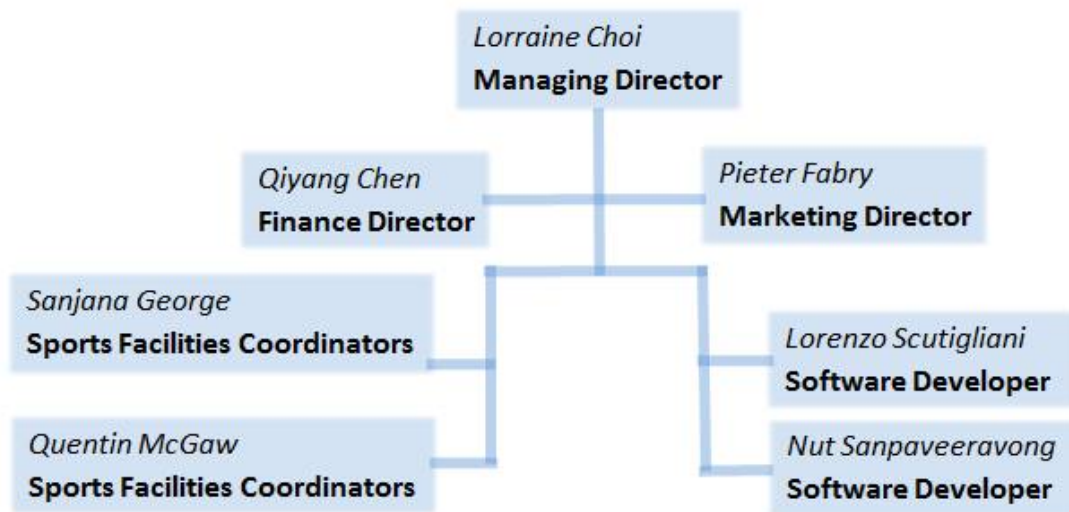 Lorraine Choi
Managing Director
Qiyang Chen
Finance Director
Pieter Fabry
Marketing Director
Sanjana George
Sports Facilities Coordinators
Lorenzo Scutigliani
Software Developer
Quentin McGaw
Sports Facilities Coordinators
Nut Sanpaveeravong
Software Developer